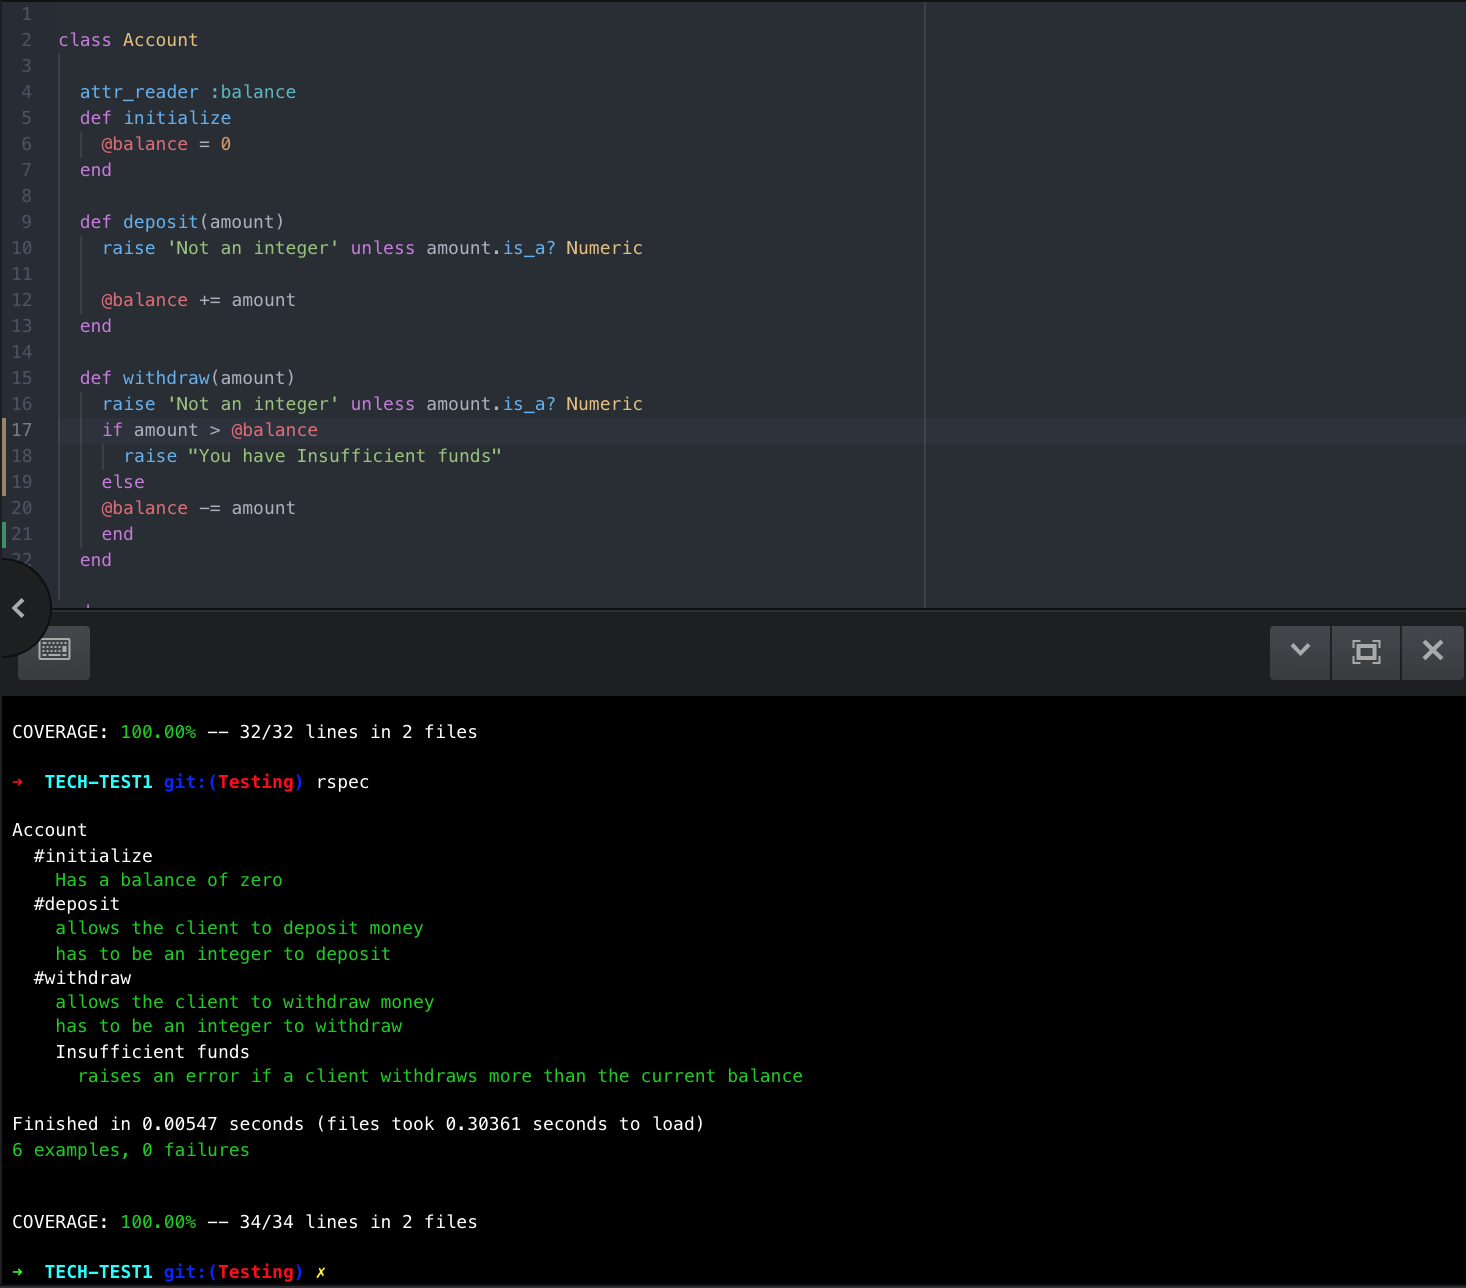 1
2 class Account
3
4 attr_reader :balance
5 def initialize
6 @balance = 0
7 end
8
9 def deposit(amount)
10 raise 'Not an integer' unless amount.is_a? Numeric
11
12 @balance += amount
13 end
14
15 def withdraw(amount)
16 raise 'Not an integer' unless amount.is_a? Numeric
17 if amount > @balance
18 raise "You have Insufficient funds"
19 else
20 @balance -= amount
21 end
22 end
COVERAGE: 100.00% -- 32/32 lines in 2 files
➜ TECH-TEST1 git:(Testing) rspec
Account
#initialize
Has a balance of zero
#deposit
allows the client to deposit money
has to be an integer to deposit
#withdraw
allows the client to withdraw money
has to be an integer to withdraw
Insufficient funds
raises an error if a client withdraws more than the current balance
Finished in 0.00547 seconds (files took 0.30361 seconds to load)
6 examples, 0 failures
COVERAGE: 100.00% -- 34/34 lines in 2 files
➜ TECH-TEST1 git:(Testing) ✗